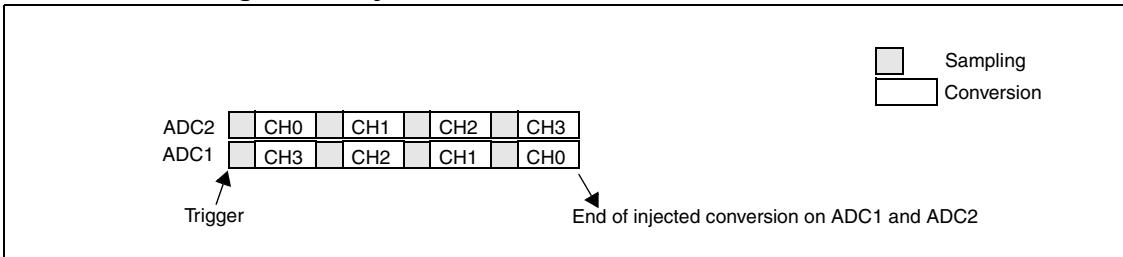 Sampling
Conversion
ADC2 CH0 CH1 CH2 CH3
ADC1 CH3 CH2 CH1 CH0
Trigger
End of injected conversion on ADC1 and ADC2